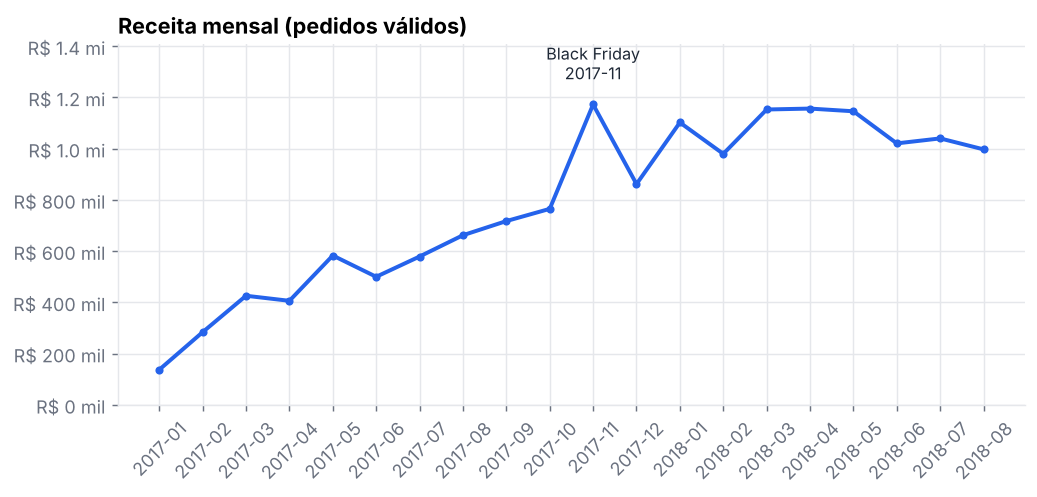 Receita mensal (pedidos válidos)
R$ 1.4 mi
R$ 1.2 mi
R$ 1.0 mi
R$ 800 mil
R$ 600 mil
R$ 400 mil
R$ 200 mil
R$ 0 mil
Black Friday
2017-11
2017-01
2017-02
2017-03
2017-04
2017-05
2017-06
2017-07
2017-08
2017-09
2017-10
2017-11
2017-12
2018-01
2018-02
2018-03
2018-04
2018-05
2018-06
2018-07
2018-08